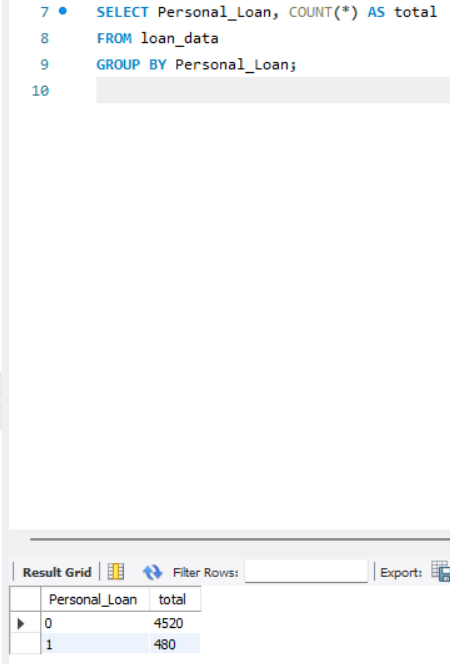 7 SELECT Personal_Loan, COUNT(*) AS total
8 FROM loan_data
9 GROUP BY Personal_Loan;
10
Result Grid Filter Rows: Export:
Personal_Loan total
0 4520
1 480